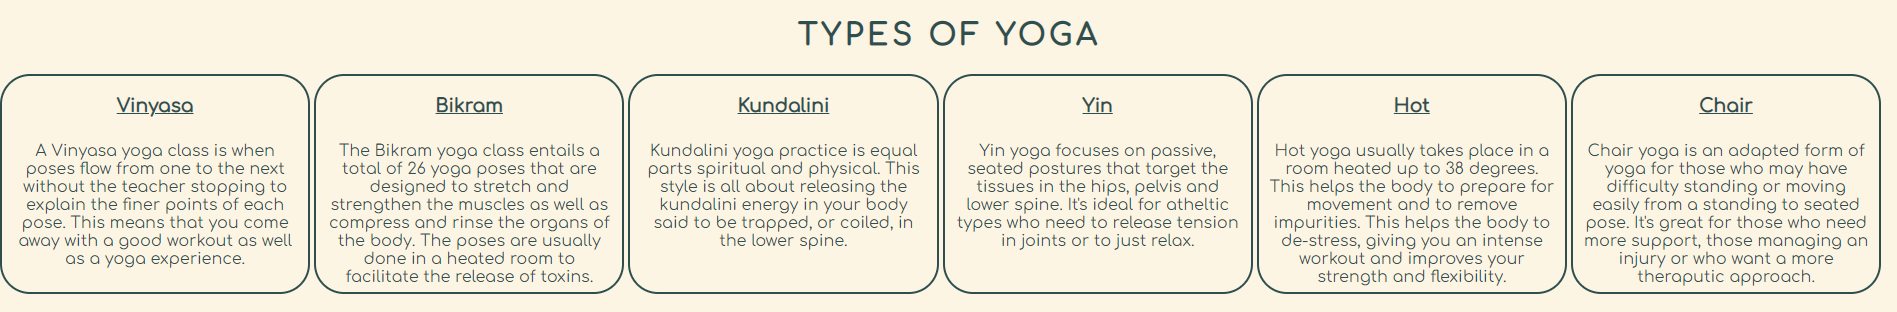 TYPES OF YOGA
Vinyasa
A Vinyasa yoga class is when
poses flow from one to the next
without the teacher stopping to
explain the finer points of each
pose. This means that you come
away with a good workout as well
as a yoga experience.
Bikram
The Bikram yoga class entails a
total of 26 yoga poses that are
designed to stretch and
strengthen the muscles as well as
compress and rinse the organs of
the body. The poses are usually
done in a heated room to
facilitate the release of toxins.
Kundalini
Kundalini yoga practice is equal
parts spiritual and physical. This
style is all about releasing the
kundalini energy in your body
said to be trapped, or coiled, in
the lower spine.
Yin
Yin yoga focuses on passive,
seated postures that target the
tissues in the hips, pelvis and
lower spine. It's ideal for atheltic
types who need to release tension
in joints or to just relax.
Hot
Hot yoga usually takes place in a
room heated up to 38 degrees.
This helps the body to prepare for
movement and to remove
impurities. This helps the body to
de-stress, giving you an intense
workout and improves your
strength and flexibility.
Chair
Chair yoga is an adapted form of
yoga for those who may have
difficulty standing or moving
easily from a standing to seated
pose. It's great for those who need
more support, those managing an
injury or who want a more
theraputic approach.